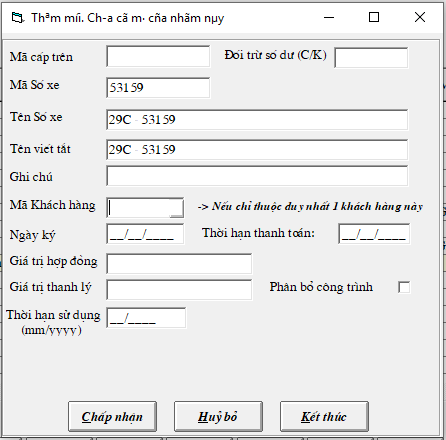 Thªm míi. Ch-a cã m· cña nhãm nµy
Mã cấp trên Đối trừ số dư (C/K)
Mã Số xe 53159
Tên Số xe 29C - 53159
Tên viết tắt 29C - 53159
Ghi chú
Mã Khách hàng -> Nếu chỉ thuộc duy nhất 1 khách hàng này
Ngày ký __/__/____ Thời hạn thanh toán: __/__/____
Giá trị hợp đồng
Giá trị thanh lý Phân bổ công trình
Thời hạn sử dụng __/____
(mm/yyyy)
Chấp nhận Huỷ bỏ Kết thúc